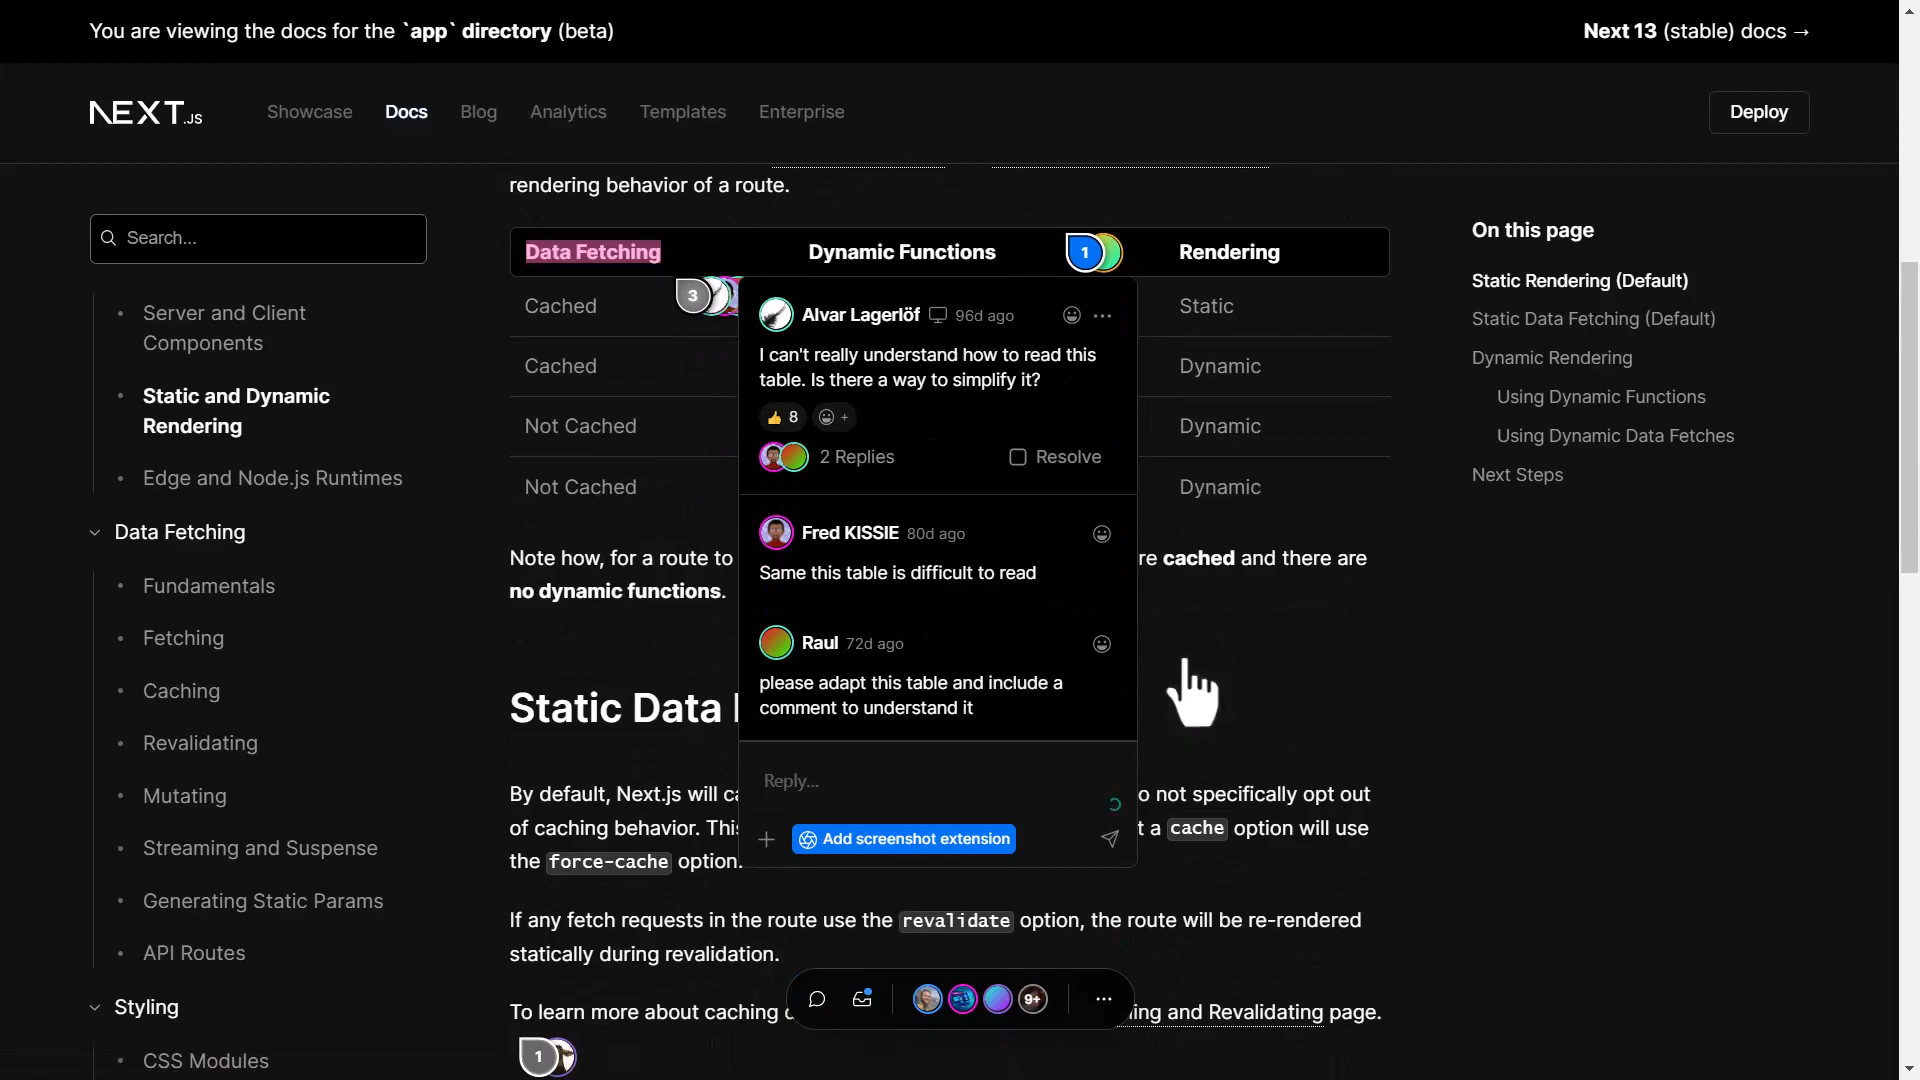 You are viewing the docs for the `app` directory (beta)
Next 13 (stable) docs →
NEXT.JS
Showcase
Docs
Blog
Analytics
Templates
Enterprise
Deploy
Search...
Server and Client
Components
Static and Dynamic
Rendering
Edge and Node.js Runtimes
Data Fetching
Fundamentals
Fetching
Caching
Revalidating
Mutating
Streaming and Suspense
Generating Static Params
API Routes
Styling
CSS Modules
rendering behavior of a route.
Data Fetching
Dynamic Functions
1
Rendering
Cached
3
Static
Cached
Dynamic
Not Cached
Dynamic
Not Cached
Dynamic
Alvar Lagerlöf 96d ago
I can't really understand how to read this
table. Is there a way to simplify it?
8
+
2 Replies
Resolve
Fred KISSIE 80d ago
Same this table is difficult to read
Raul 72d ago
please adapt this table and include a
comment to understand it
Reply...
Add screenshot extension
Note how, for a route to
re cached and there are
no dynamic functions.
Static Data
By default, Next.js will ca
o not specifically opt out
of caching behavior. This
t a cache option will use
the force-cache option.
If any fetch requests in the route use the revalidate option, the route will be re-rendered
statically during revalidation.
To learn more about caching
ing and Revalidating page.
9+
1
On this page
Static Rendering (Default)
Static Data Fetching (Default)
Dynamic Rendering
Using Dynamic Functions
Using Dynamic Data Fetches
Next Steps